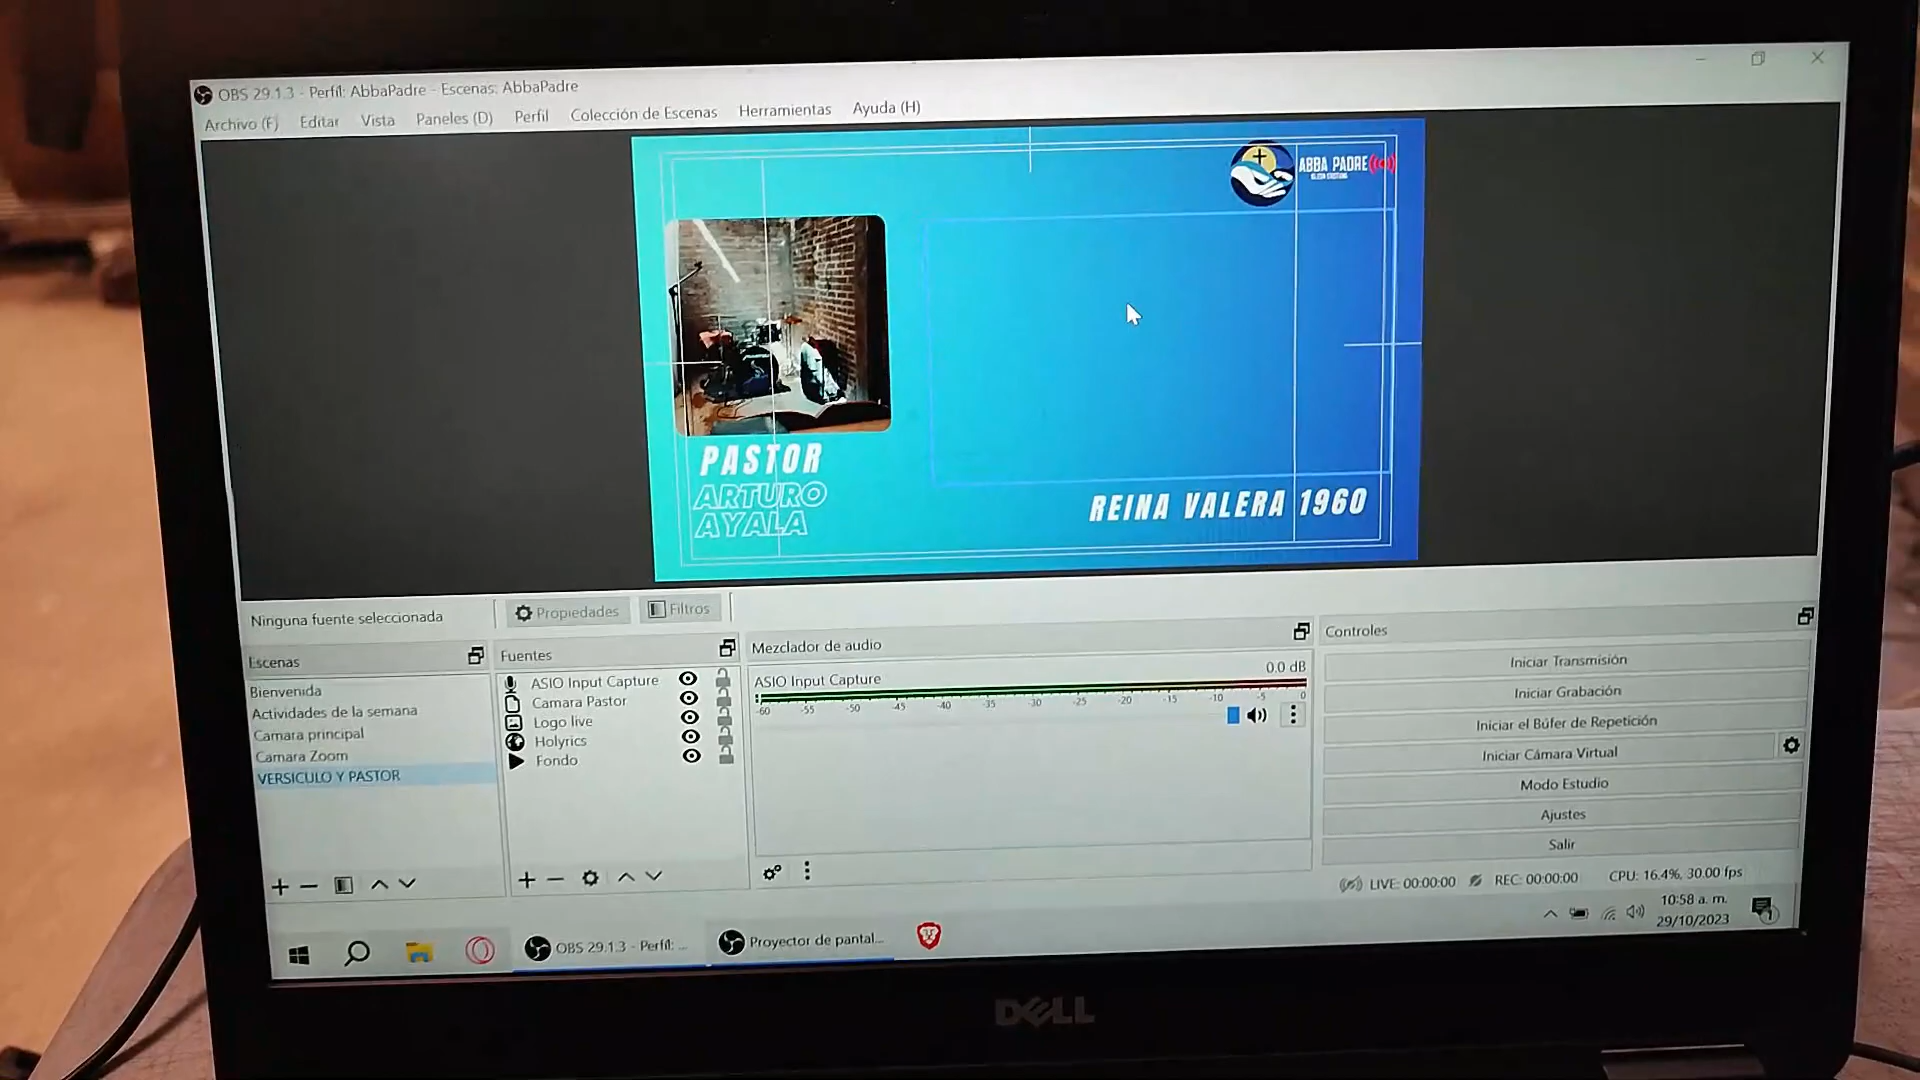 OBS 29.1.3 - Perfil: AbbaPadre - Escenas: AbbaPadre
Archivo (F) Editar Vista Paneles (D) Perfil Colección de Escenas Herramientas Ayuda (H)
ABBA PADRE
PASTOR
ARTURO
AYALA
REINA VALERA 1960
Ninguna fuente seleccionada
Propiedades
Filtros
Escenas
Bienvenida
Actividades de la semana
Camara principal
Camara Zoom
VERSICULO Y PASTOR
Fuentes
ASIO Input Capture
Camara Pastor
Logo live
Holyrics
Fondo
Mezclador de audio
ASIO Input Capture
0.0 dB
-60 -55 -50 -45 -40 -35 -30 -25 -20 -15 -10 -5 0
Controles
Iniciar Transmisión
Iniciar Grabación
Iniciar el Búfer de Repetición
Iniciar Cámara Virtual
Modo Estudio
Ajustes
Salir
LIVE: 00:00:00 REC: 00:00:00 CPU: 16.4%, 30.00 fps
OBS 29.1.3 - Perfil: ...
Proyector de pantal...
10:58 a. m.
29/10/2023
1
DELL